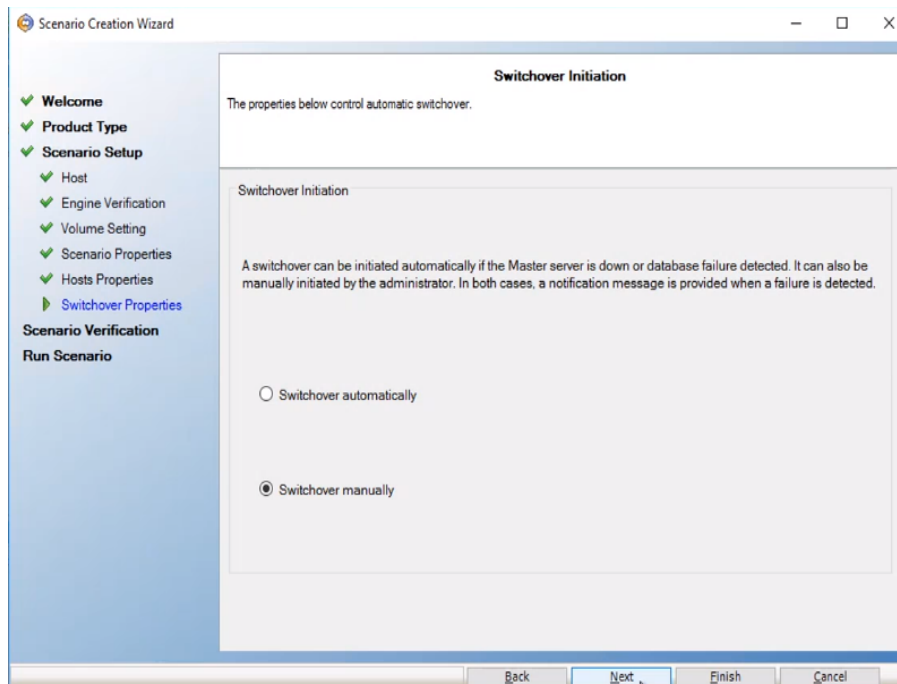 Scenario Creation Wizard
Welcome
Product Type
Scenario Setup
Host
Engine Verification
Volume Setting
Scenario Properties
Hosts Properties
Switchover Properties
Scenario Verification
Run Scenario
Switchover Initiation
The properties below control automatic switchover.
Switchover Initiation
A switchover can be initiated automatically if the Master server is down or database failure detected. It can also be
manually initiated by the administrator. In both cases, a notification message is provided when a failure is detected.
Switchover automatically
Switchover manually
Back
Next
Finish
Cancel